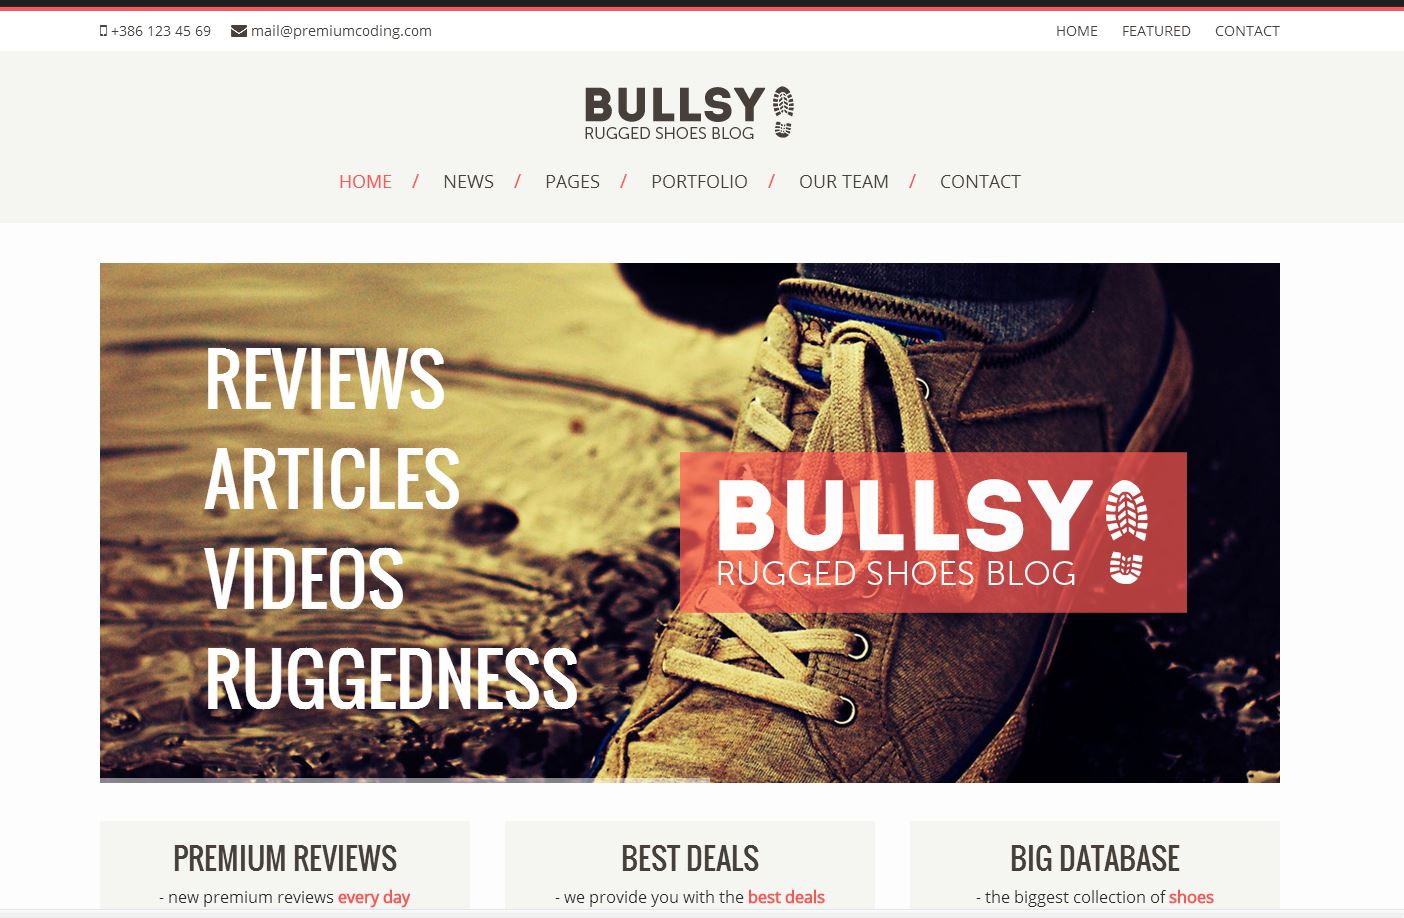 +386 123 45 69 mail@premiumcoding.com HOME FEATURED CONTACT
BULLSY
RUGGED SHOES BLOG
HOME / NEWS / PAGES / PORTFOLIO / OUR TEAM / CONTACT
REVIEWS
ARTICLES
VIDEOS
RUGGEDNESS
BULLSY
RUGGED SHOES BLOG
PREMIUM REVIEWS
- new premium reviews every day
BEST DEALS
- we provide you with the best deals
BIG DATABASE
- the biggest collection of shoes